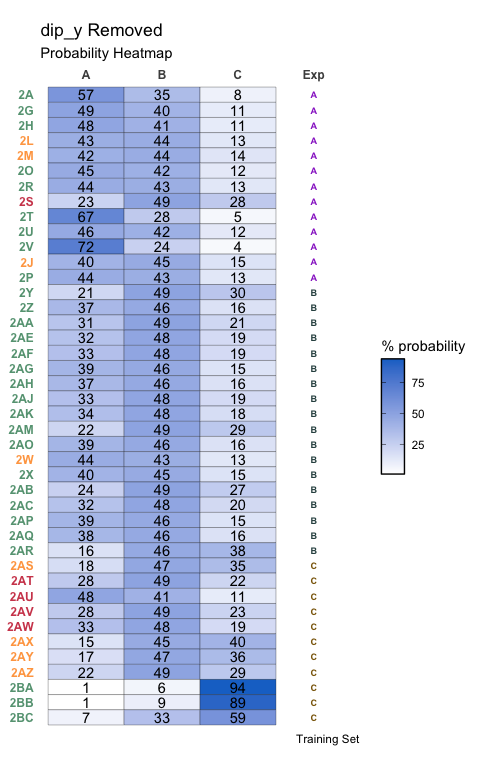 dip_y Removed
Probability Heatmap
A B C Exp
2A 57 35 8 A
2G 49 40 11 A
2H 48 41 11 A
2L 43 44 13 A
2M 42 44 14 A
2O 45 42 12 A
2R 44 43 13 A
2S 23 49 28 A
2T 67 28 5 A
2U 46 42 12 A
2V 72 24 4 A
2J 40 45 15 A
2P 44 43 13 A
2Y 21 49 30 B
2Z 37 46 16 B
2AA 31 49 21 B
2AE 32 48 19 B
2AF 33 48 19 B
2AG 39 46 15 B
2AH 37 46 16 B
2AJ 33 48 19 B
2AK 34 48 18 B
2AM 22 49 29 B
2AO 39 46 16 B
2W 44 43 13 B
2X 40 45 15 B
2AB 24 49 27 B
2AC 32 48 20 B
2AP 39 46 15 B
2AQ 38 46 16 B
2AR 16 46 38 B
2AS 18 47 35 C
2AT 28 49 22 C
2AU 48 41 11 C
2AV 28 49 23 C
2AW 33 48 19 C
2AX 15 45 40 C
2AY 17 47 36 C
2AZ 22 49 29 C
2BA 1 6 94 C
2BB 1 9 89 C
2BC 7 33 59 C
Training Set
% probability
75
50
25